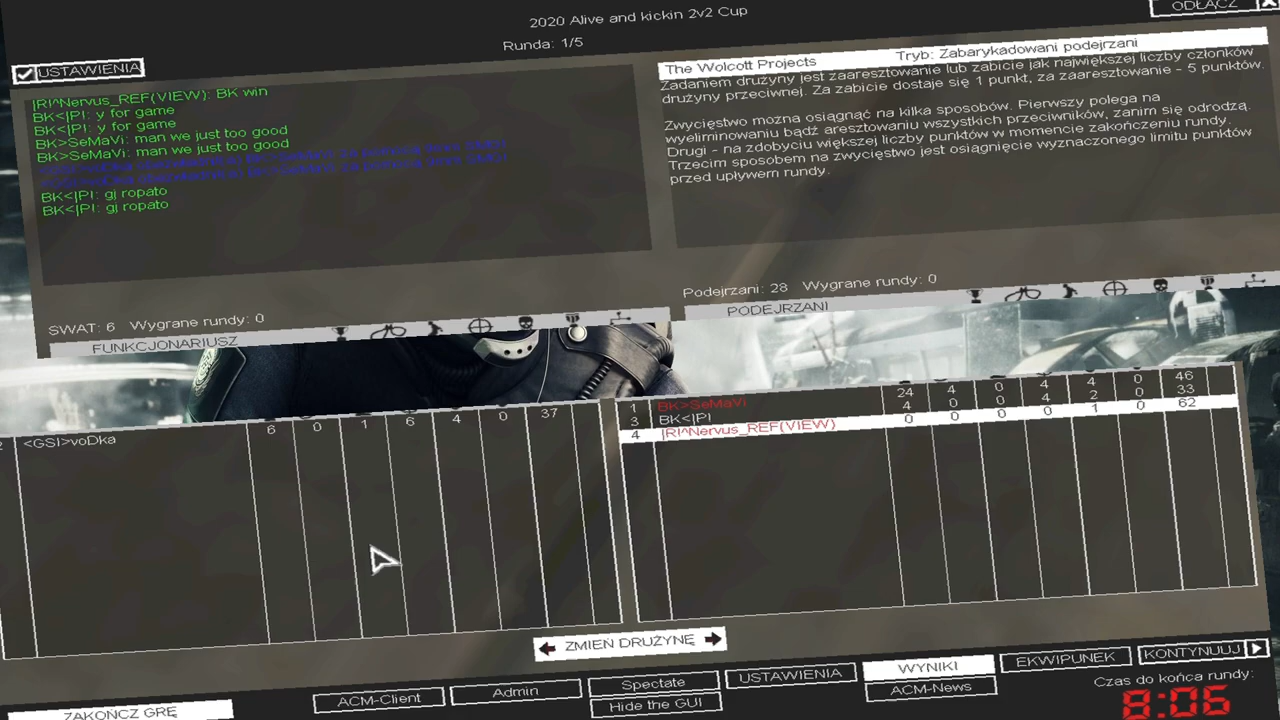 2020 Alive and kickin 2v2 Cup
ODŁĄCZ
Runda: 1/5
USTAWIENIA
|RI^Nervus_REF(VIEW): BK win
BK<|PI: y for game
BK<|PI: y for game
BK>SeMaVi: man we just too good
BK>SeMaVi: man we just too good
BK<|PI: gj ropato
BK<|PI: gj ropato
The Wolcott Projects
Tryb: Zabarykadowani podejrzani
Zadaniem drużyny jest zaaresztowanie lub zabicie jak największej liczby członków
drużyny przeciwnej. Za zabicie dostaje się 1 punkt, za zaaresztowanie - 5 punktów.
Zwycięstwo można osiągnąć na kilka sposobów. Pierwszy polega na
wyeliminowaniu bądź aresztowaniu wszystkich przeciwników, zanim się odrodzą.
Drugi - na zdobyciu większej liczby punktów w momencie zakończenia rundy.
Trzecim sposobem na zwycięstwo jest osiągnięcie wyznaczonego limitu punktów
przed upływem rundy.
SWAT: 6 Wygrane rundy: 0
FUNKCJONARIUSZ
Podejrzani: 28 Wygrane rundy: 0
PODEJRZANI
2 <GSI>voDka 6 0 1 6 4 0 37
1 BK>SeMaVi 24 4 0 4 4 0 46
3 BK<|PI 4 0 0 4 2 0 33
4 |RI^Nervus_REF(VIEW) 0 0 0 0 1 0 62
ZMIEŃ DRUŻYNĘ
ZAKOŃCZ GRĘ
ACM-Client
Admin
Spectate
Hide the GUI
USTAWIENIA
WYNIKI
ACM-News
EKWIPUNEK
KONTYNUUJ
Czas do końca rundy:
8:06